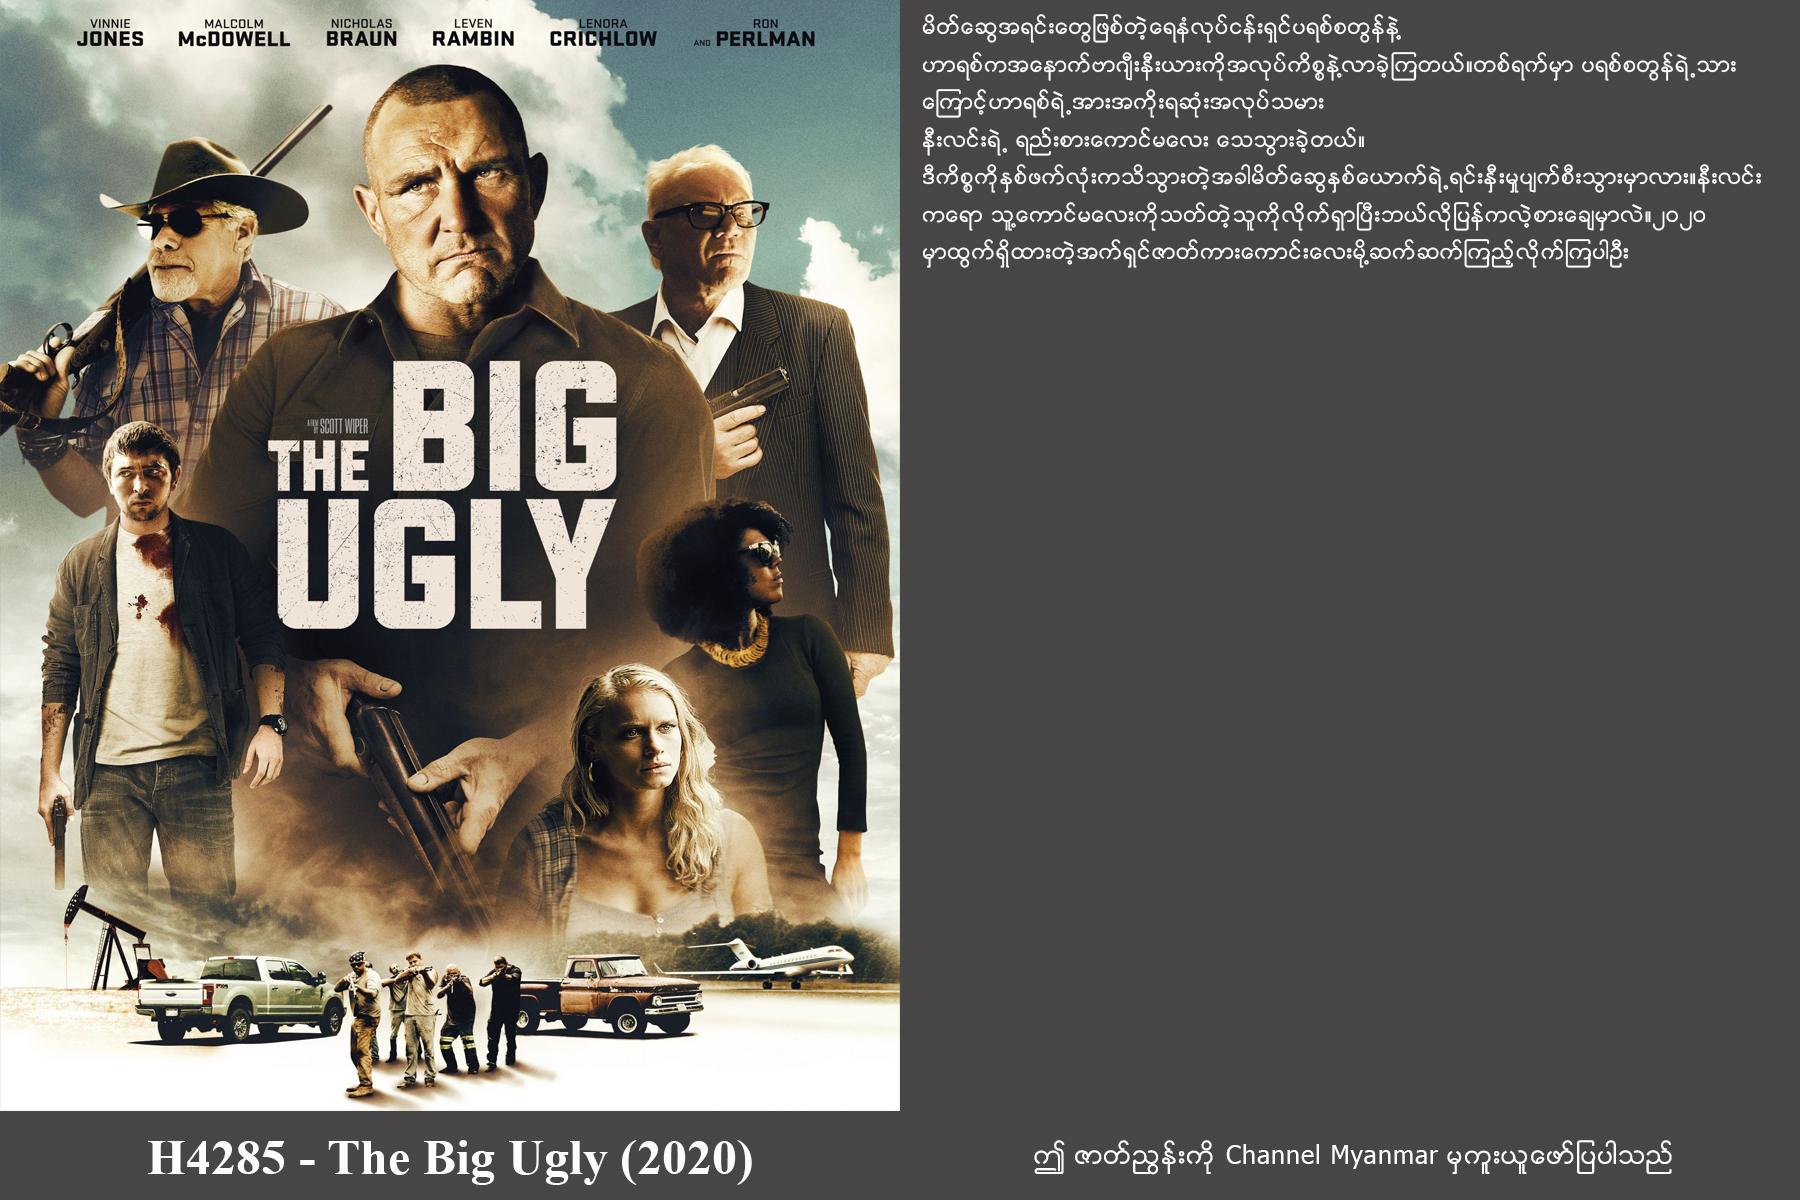 VINNIE JONES
MALCOLM McDOWELL
NICHOLAS BRAUN
LEVEN RAMBIN
LENORA CRICHLOW
AND RON PERLMAN
A FILM BY SCOTT WIPER
THE BIG
UGLY
H4285 - The Big Ugly (2020)
မိတ်ဆွေအရင်းတွေဖြစ်တဲ့ရေနံလုပ်ငန်းရှင်ပရစ်စတွန်နဲ့
ဟာရစ်ကအနောက်ဗာဂျီးနီးယားကိုအလုပ်ကိစ္စနဲ့လာခဲ့ကြတယ်။တစ်ရက်မှာ ပရစ်စတွန်ရဲ့သား
ကြောင့်ဟာရစ်ရဲ့အားအကိုးရဆုံးအလုပ်သမား
နီးလင်းရဲ့ ရည်းစားကောင်မလေး သေသွားခဲ့တယ်။
ဒီကိစ္စကိုနှစ်ဖက်လုံးကသိသွားတဲ့အခါမိတ်ဆွေနှစ်ယောက်ရဲ့ရင်းနှီးမှုပျက်စီးသွားမှာလား။နီးလင်း
ကရော သူ့ကောင်မလေးကိုသတ်တဲ့သူကိုလိုက်ရှာပြီးဘယ်လိုပြန်ကလဲ့စားချေမှာလဲ။၂၀၂၀
မှာထွက်ရှိထားတဲ့အက်ရှင်ဇာတ်ကားကောင်းလေးမို့ဆက်ဆက်ကြည့်လိုက်ကြပါဦး
ဤ ဇာတ်ညွှန်းကို Channel Myanmar မှကူးယူဖော်ပြပါသည်